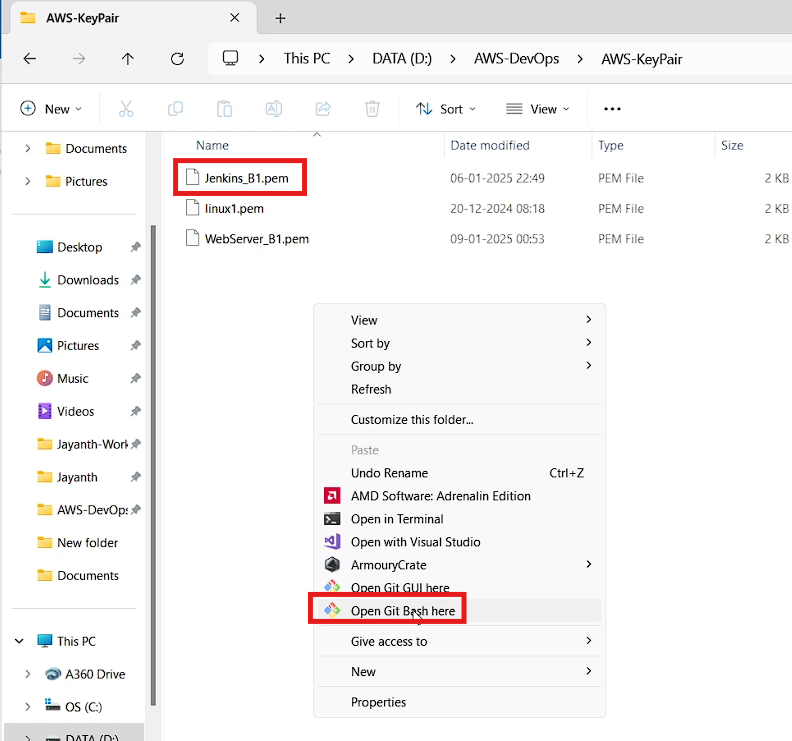 AWS-KeyPair
This PC > DATA (D:) > AWS-DevOps > AWS-KeyPair
New Sort View ...
Name Date modified Type Size
Jenkins_B1.pem 06-01-2025 22:49 PEM File 2 KB
linux1.pem 20-12-2024 08:18 PEM File 2 KB
WebServer_B1.pem 09-01-2025 00:53 PEM File 2 KB
Documents
Pictures
Desktop
Downloads
Documents
Pictures
Music
Videos
Jayanth-Work
Jayanth
AWS-DevOps
New folder
Documents
This PC
A360 Drive
OS (C:)
DATA (D:)
View
Sort by
Group by
Refresh
Customize this folder...
Paste
Undo Rename Ctrl+Z
AMD Software: Adrenalin Edition
Open in Terminal
Open with Visual Studio
ArmouryCrate
Open Git GUI here
Open Git Bash here
Give access to
New
Properties